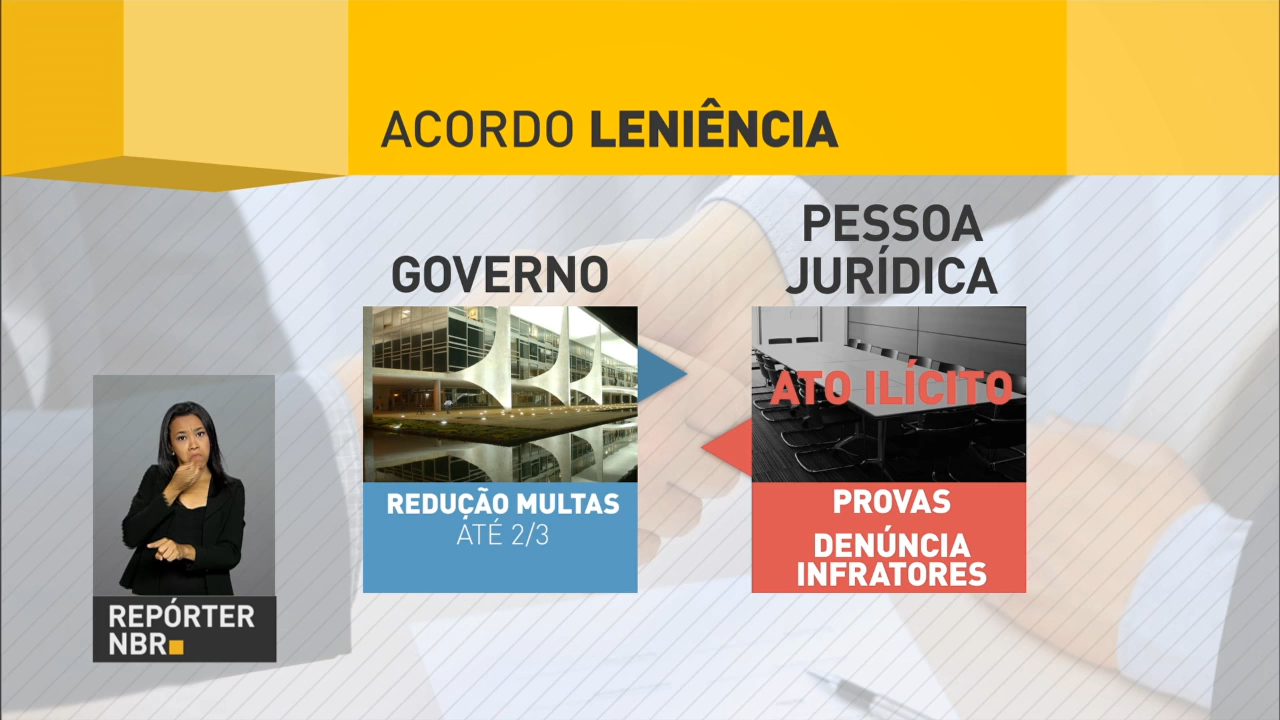 ACORDO LENIÊNCIA
GOVERNO
REDUÇÃO MULTAS
ATÉ 2/3
PESSOA
JURÍDICA
ATO ILÍCITO
PROVAS
DENÚNCIA
INFRATORES
REPÓRTER
NBR